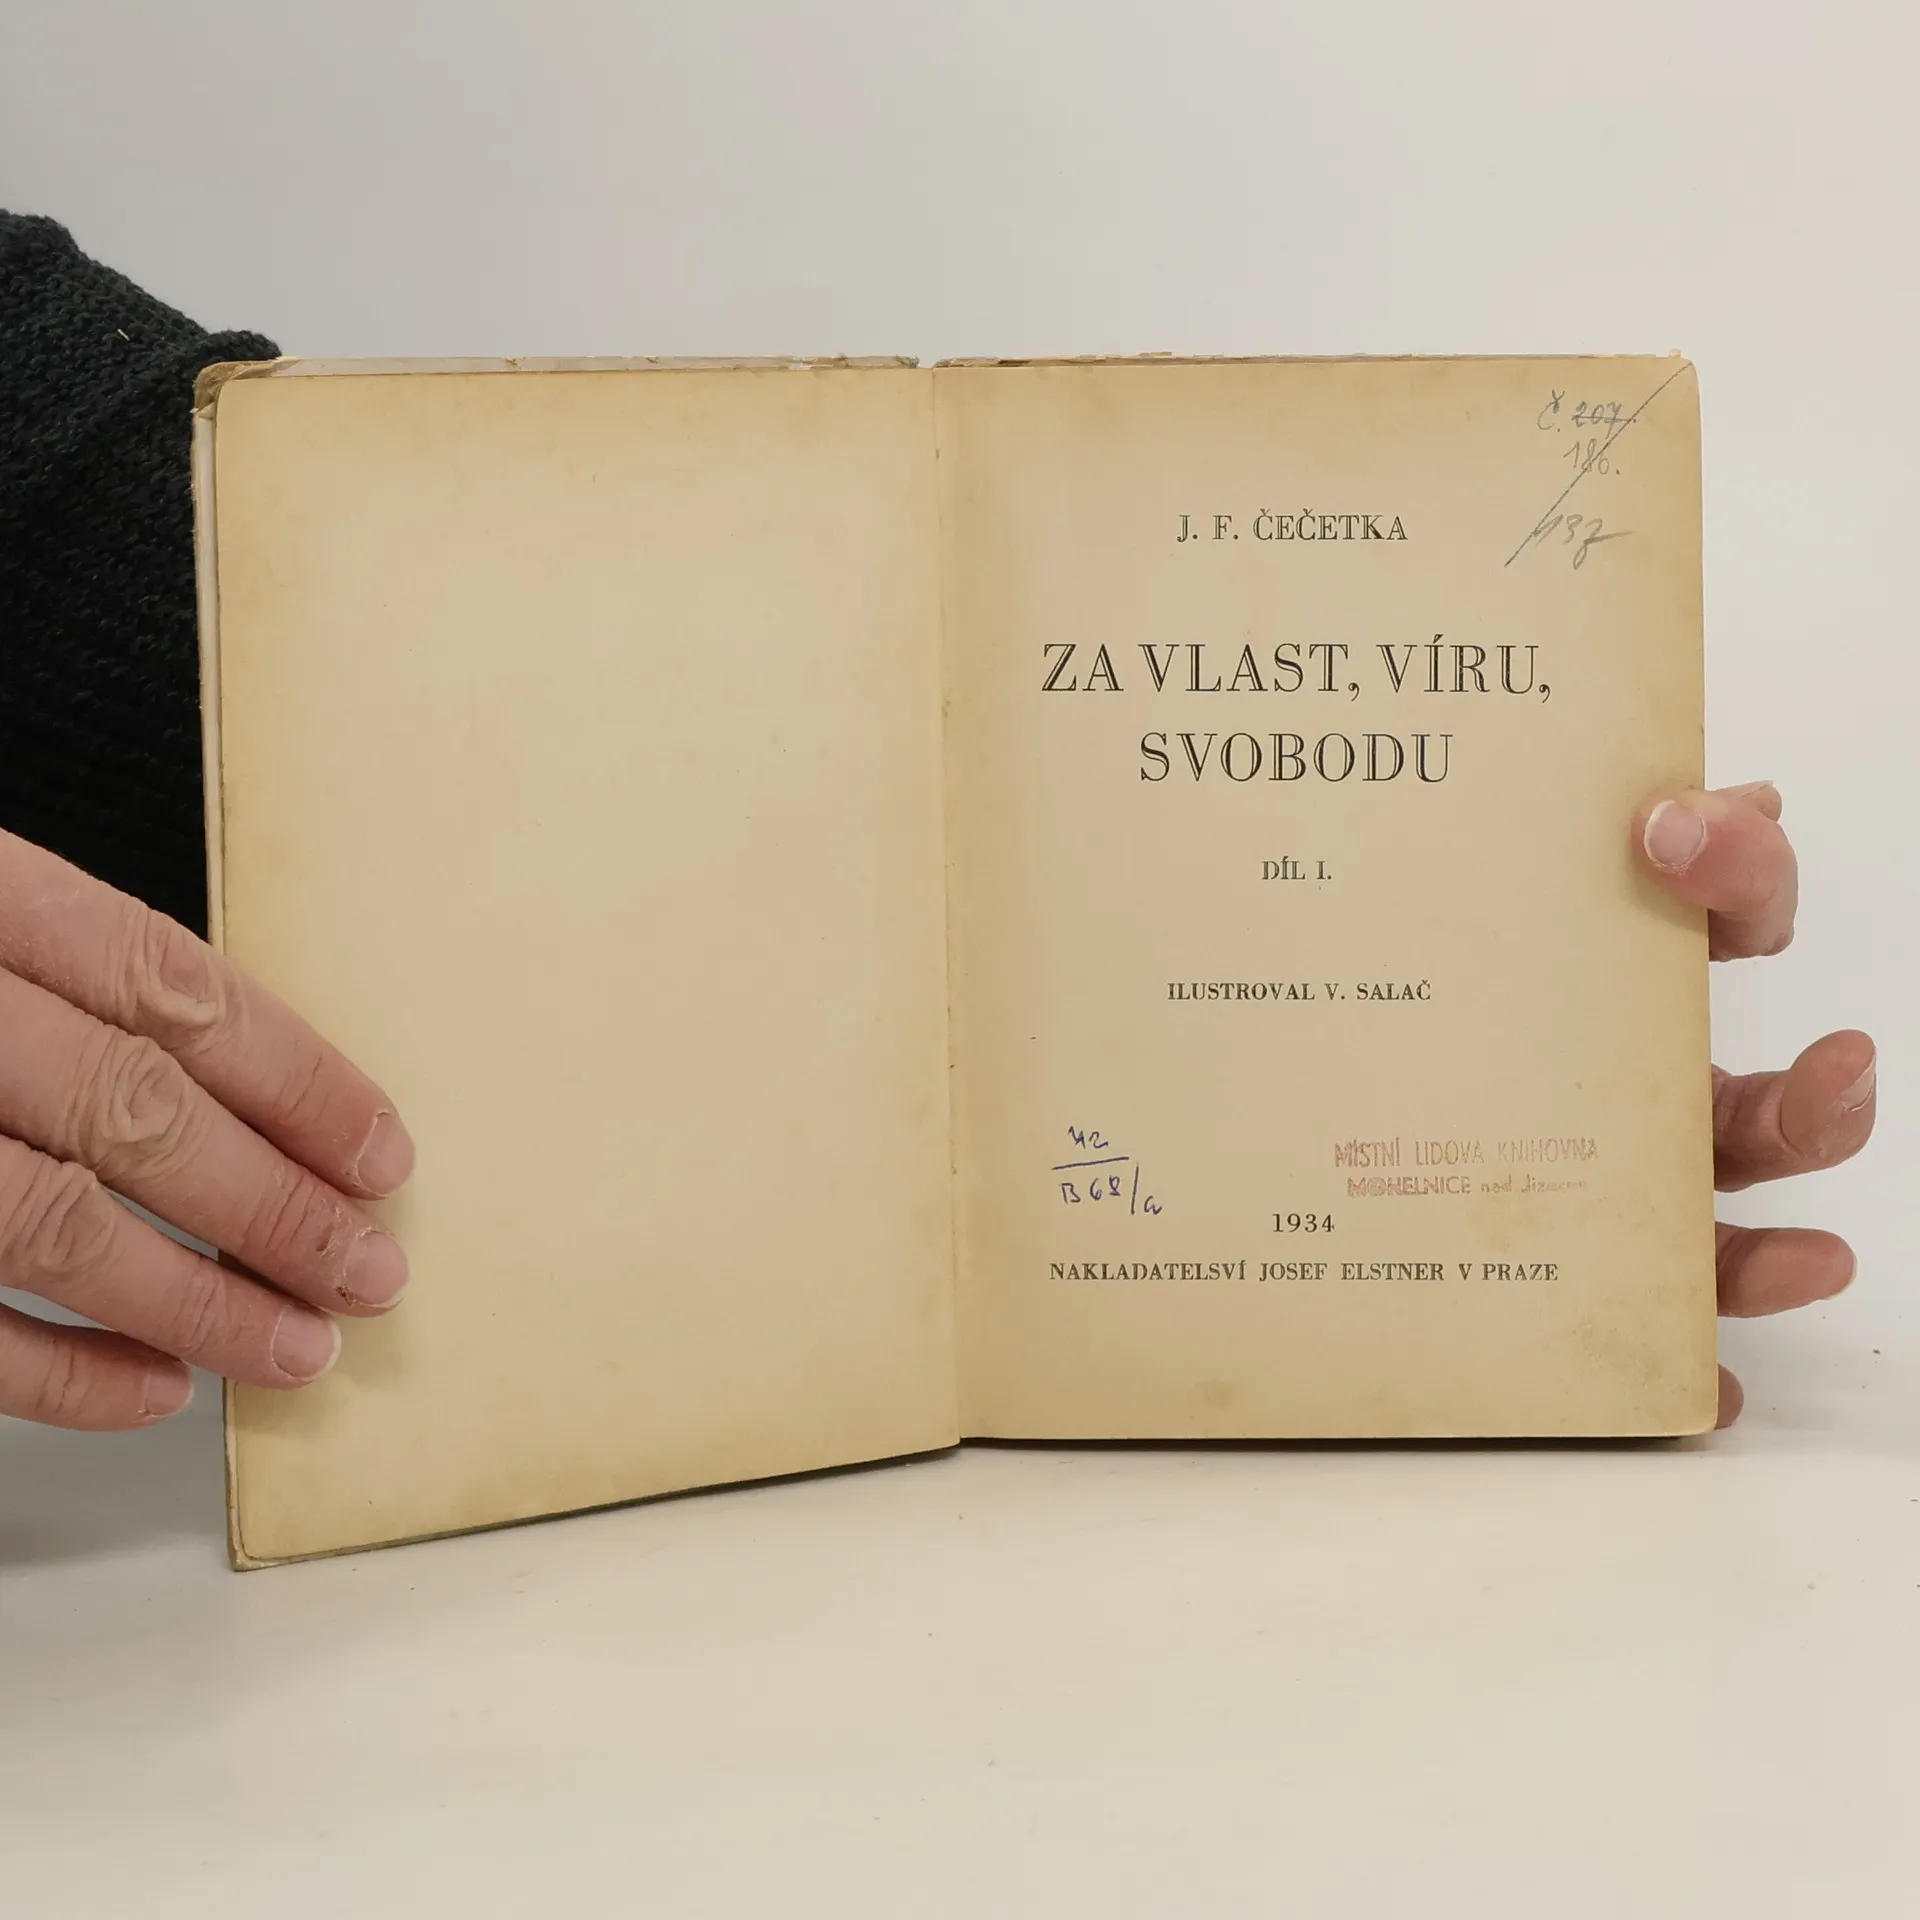 Č. 207.
186.
137
J. F. ČEČETKA
ZA VLAST, VÍRU,
SVOBODU
DÍL I.
ILUSTROVAL V. SALAČ
42
B 68/a
MÍSTNÍ LIDOVÁ KNIHOVNA
MOHELNICE nad Jizerou
1934
NAKLADATELSVÍ JOSEF ELSTNER V PRAZE